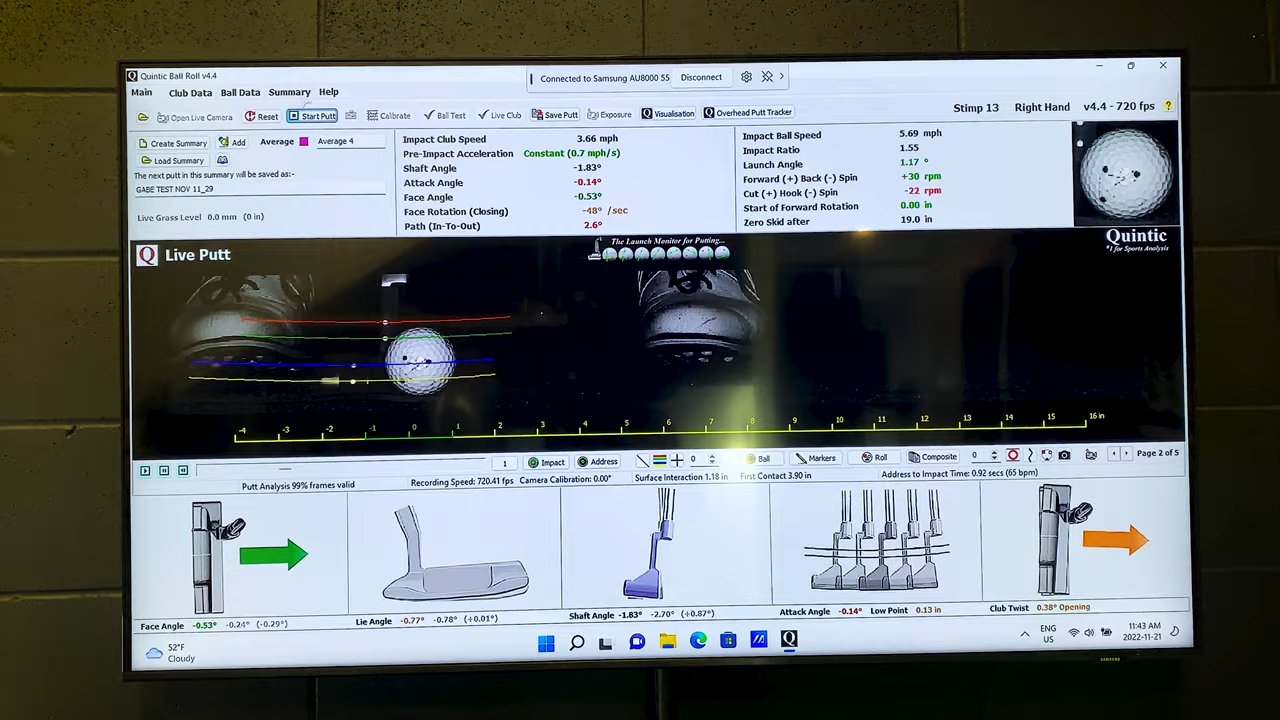 Quintic Ball Roll v4.4
Connected to Samsung AU8000 55 Disconnect
Main Club Data Ball Data Summary Help
Open Live Camera Reset Start Putt Calibrate Ball Test Live Club Save Putt Exposure Visualisation Overhead Putt Tracker Stimp 13 Right Hand v4.4 - 720 fps ?
Create Summary Add Average Average 4
Load Summary
The next putt in this summary will be saved as:-
GABE TEST NOV 11_29
Live Grass Level 0.0 mm (0 in)
Impact Club Speed 3.66 mph
Pre-Impact Acceleration Constant (0.7 mph/s)
Shaft Angle -1.83°
Attack Angle -0.14°
Face Angle -0.53°
Face Rotation (Closing) -48° /sec
Path (In-To-Out) 2.6°
Impact Ball Speed 5.69 mph
Impact Ratio 1.55
Launch Angle 1.17 °
Forward (+) Back (-) Spin +30 rpm
Cut (+) Hook (-) Spin -22 rpm
Start of Forward Rotation 0.00 in
Zero Skid after 19.0 in
Q Live Putt
The Launch Monitor for Putting...
Quintic
#1 for Sports Analysis
-4 -3 -2 -1 0 1 2 3 4 5 6 7 8 9 10 11 12 13 14 15 16 in
1 Impact Address 0 Ball Markers Roll Composite 0 Page 2 of 5
Putt Analysis 99% frames valid Recording Speed: 720.41 fps Camera Calibration: 0.00° Surface Interaction 1.18 in First Contact 3.90 in Address to Impact Time: 0.92 secs (65 bpm)
Face Angle -0.53° -0.24° (-0.29°) Lie Angle -0.77° -0.78° (÷0.01°) Shaft Angle -1.83° -2.70° (÷0.87°) Attack Angle -0.14° Low Point 0.13 in Club Twist 0.38° Opening
52°F
Cloudy
ENG
US
11:43 AM
2022-11-21
SAMSUNG